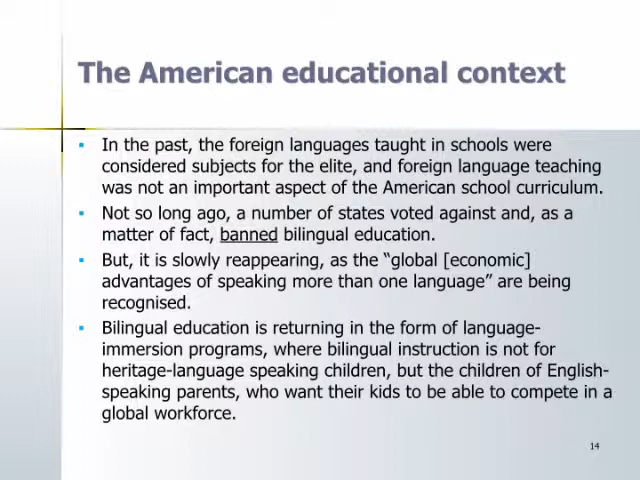 The American educational context
▪ In the past, the foreign languages taught in schools were
considered subjects for the elite, and foreign language teaching
was not an important aspect of the American school curriculum.
▪ Not so long ago, a number of states voted against and, as a
matter of fact, banned bilingual education.
▪ But, it is slowly reappearing, as the “global [economic]
advantages of speaking more than one language” are being
recognised.
▪ Bilingual education is returning in the form of language-
immersion programs, where bilingual instruction is not for
heritage-language speaking children, but the children of English-
speaking parents, who want their kids to be able to compete in a
global workforce.
14